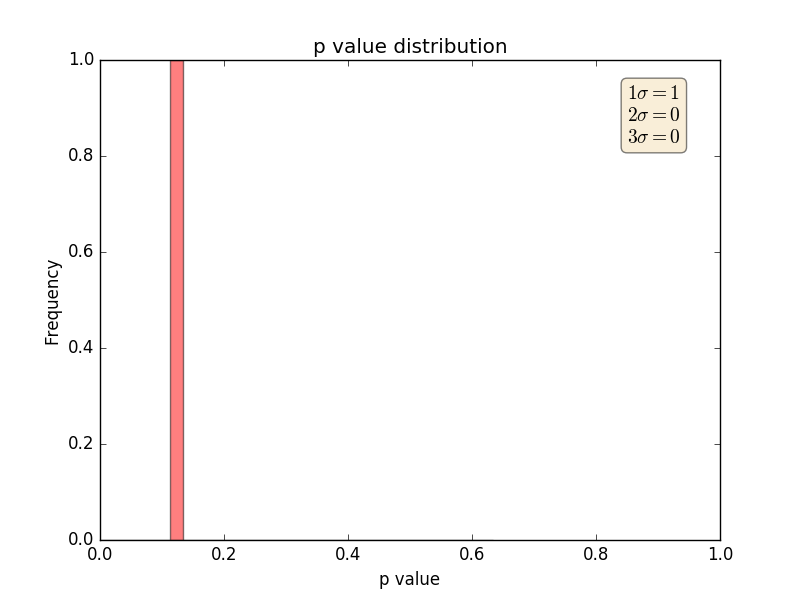 p value distribution
1σ = 1
2σ = 0
3σ = 0
1.0
0.8
0.6
0.4
0.2
0.0
Frequency
0.0 0.2 0.4 0.6 0.8 1.0
p value